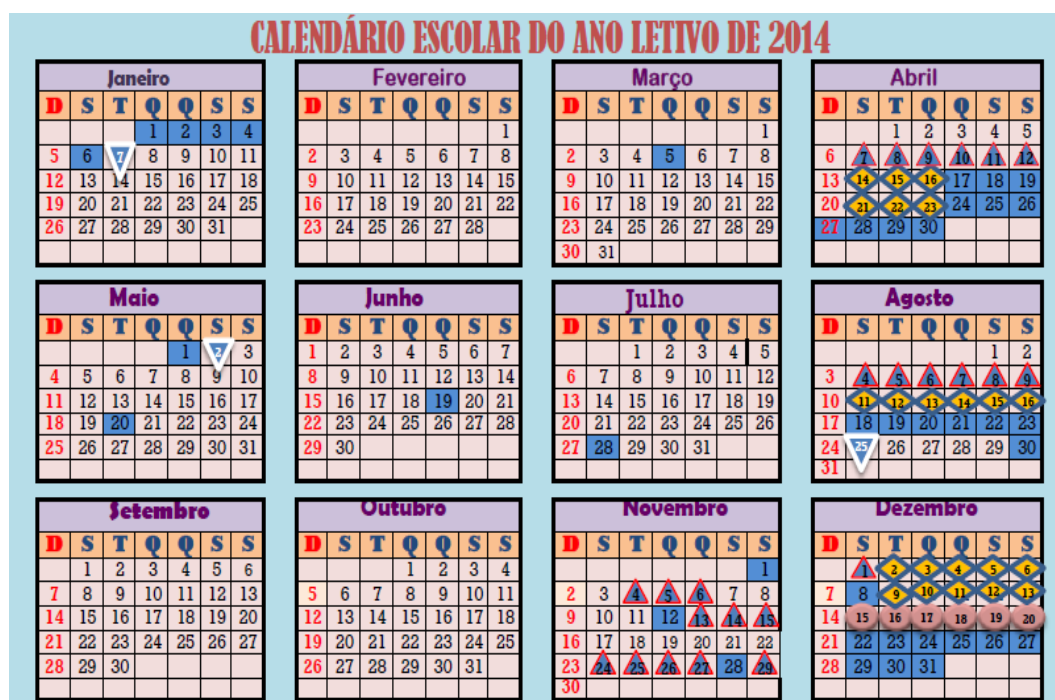 CALENDÁRIO ESCOLAR DO ANO LETIVO DE 2014
Janeiro
D S T Q Q S S
1 2 3 4
5 6 7 8 9 10 11
12 13 14 15 16 17 18
19 20 21 22 23 24 25
26 27 28 29 30 31
Fevereiro
D S T Q Q S S
1
2 3 4 5 6 7 8
9 10 11 12 13 14 15
16 17 18 19 20 21 22
23 24 25 26 27 28
Março
D S T Q Q S S
1
2 3 4 5 6 7 8
9 10 11 12 13 14 15
16 17 18 19 20 21 22
23 24 25 26 27 28 29
30 31
Abril
D S T Q Q S S
1 2 3 4 5
6 7 8 9 10 11 12
13 14 15 16 17 18 19
20 21 22 23 24 25 26
27 28 29 30
Maio
D S T Q Q S S
1 2 3
4 5 6 7 8 9 10
11 12 13 14 15 16 17
18 19 20 21 22 23 24
25 26 27 28 29 30 31
Junho
D S T Q Q S S
1 2 3 4 5 6 7
8 9 10 11 12 13 14
15 16 17 18 19 20 21
22 23 24 25 26 27 28
29 30
Julho
D S T Q Q S S
1 2 3 4 5
6 7 8 9 10 11 12
13 14 15 16 17 18 19
20 21 22 23 24 25 26
27 28 29 30 31
Agosto
D S T Q Q S S
1 2
3 4 5 6 7 8 9
10 11 12 13 14 15 16
17 18 19 20 21 22 23
24 25 26 27 28 29 30
31
Setembro
D S T Q Q S S
1 2 3 4 5 6
7 8 9 10 11 12 13
14 15 16 17 18 19 20
21 22 23 24 25 26 27
28 29 30
Outubro
D S T Q Q S S
1 2 3 4
5 6 7 8 9 10 11
12 13 14 15 16 17 18
19 20 21 22 23 24 25
26 27 28 29 30 31
Novembro
D S T Q Q S S
1
2 3 4 5 6 7 8
9 10 11 12 13 14 15
16 17 18 19 20 21 22
23 24 25 26 27 28 29
30
Dezembro
D S T Q Q S S
1 2 3 4 5 6
7 8 9 10 11 12 13
14 15 16 17 18 19 20
21 22 23 24 25 26 27
28 29 30 31